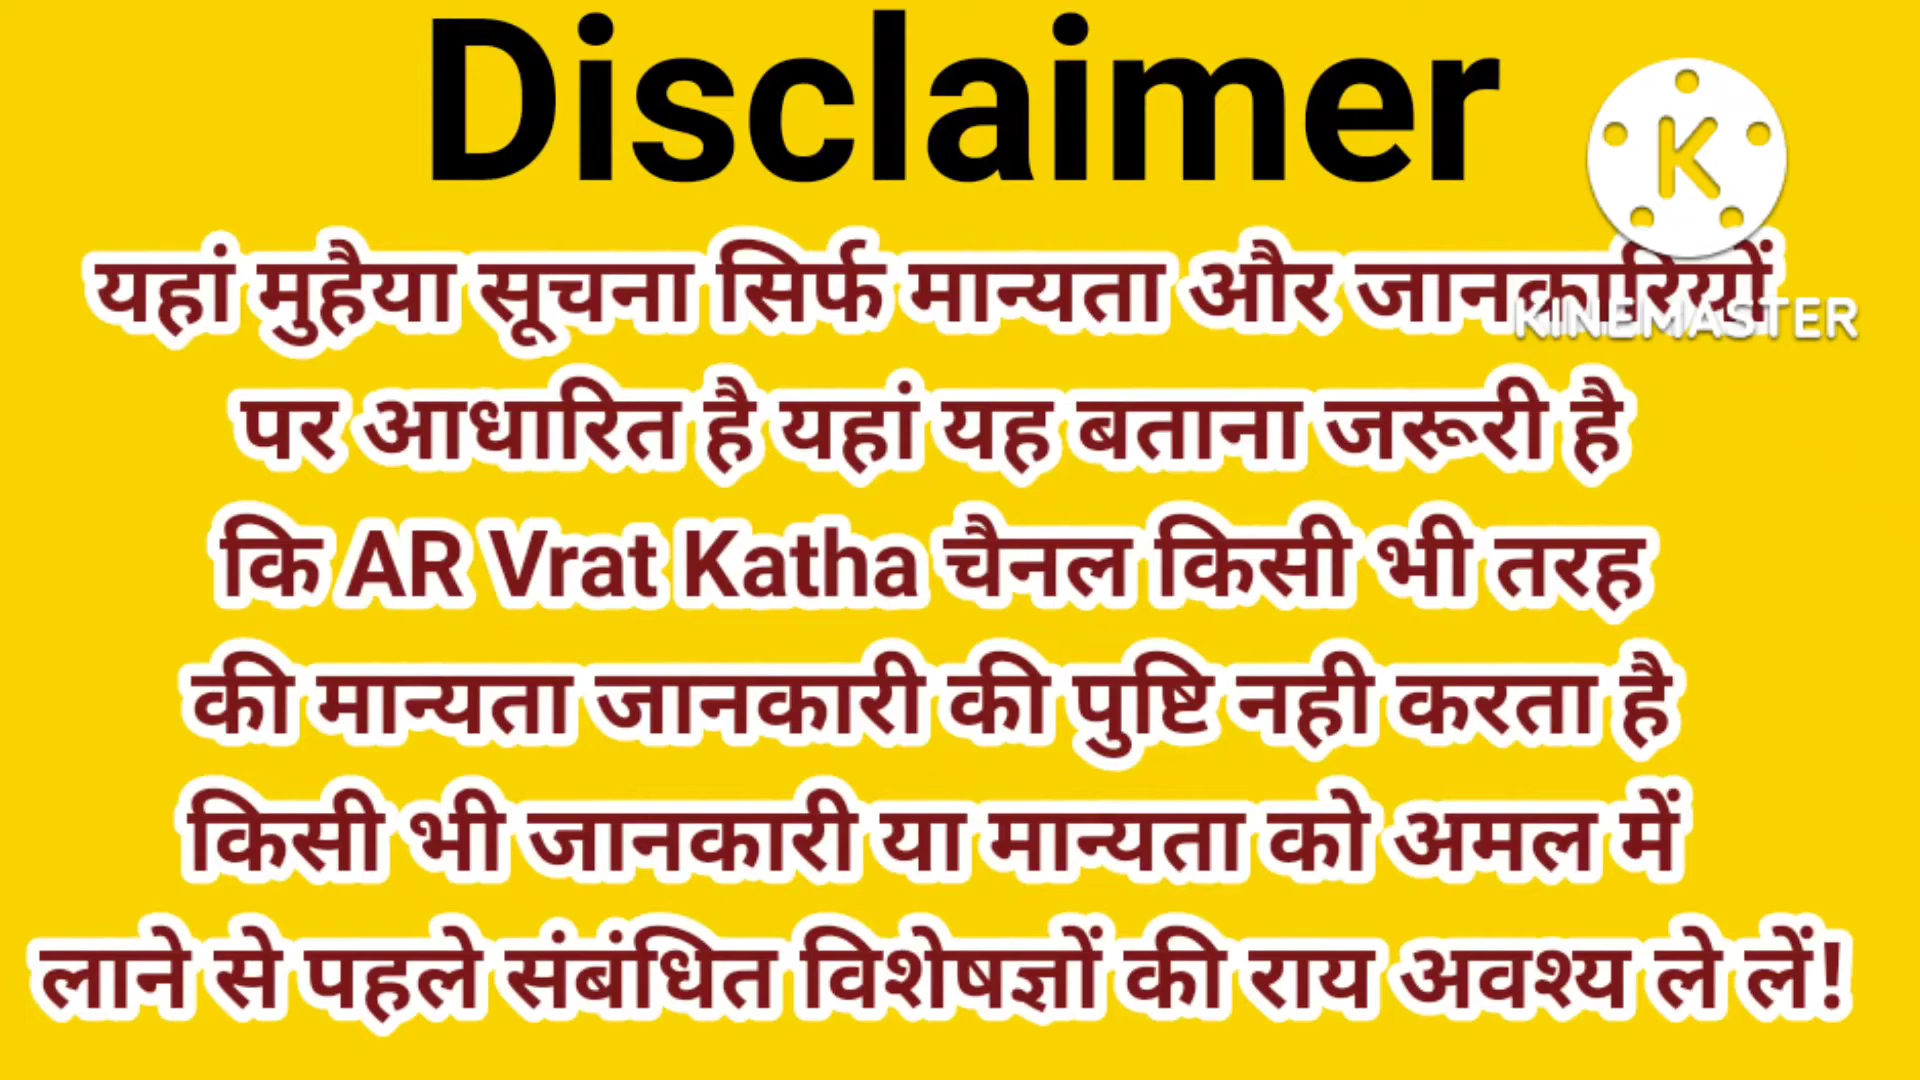 Disclaimer
K
KINEMASTER
यहां मुहैया सूचना सिर्फ मान्यता और जानकारियों
पर आधारित है यहां यह बताना जरूरी है
कि AR Vrat Katha चैनल किसी भी तरह
की मान्यता जानकारी की पुष्टि नही करता है
किसी भी जानकारी या मान्यता को अमल में
लाने से पहले संबंधित विशेषज्ञों की राय अवश्य ले लें!